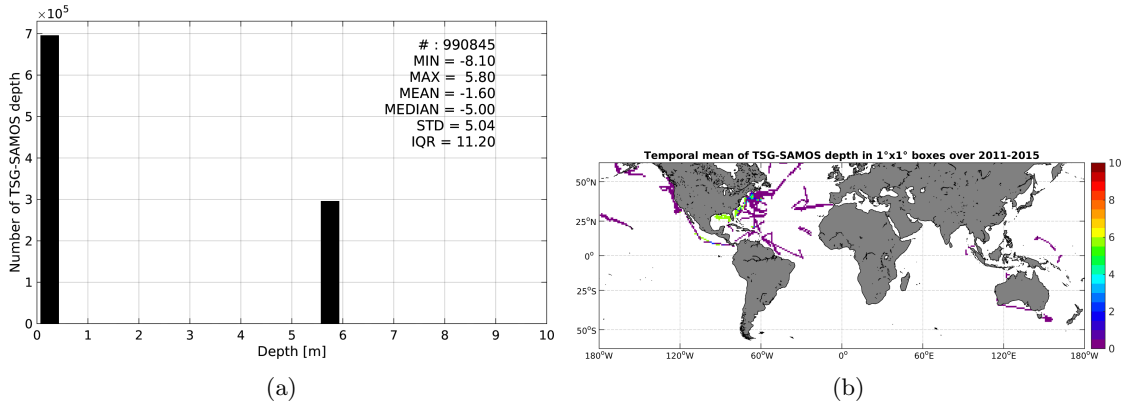 ×10⁵
7
6
5
4
3
2
1
0
Number of TSG-SAMOS depth
# : 990845
MIN = -8.10
MAX = 5.80
MEAN = -1.60
MEDIAN = -5.00
STD = 5.04
IQR = 11.20
0 1 2 3 4 5 6 7 8 9 10
Depth [m]
(a)
Temporal mean of TSG-SAMOS depth in 1°x1° boxes over 2011-2015
50°N
25°N
0°
25°S
50°S
180°W 120°W 60°W 0° 60°E 120°E 180°W
10
8
6
4
2
0
(b)